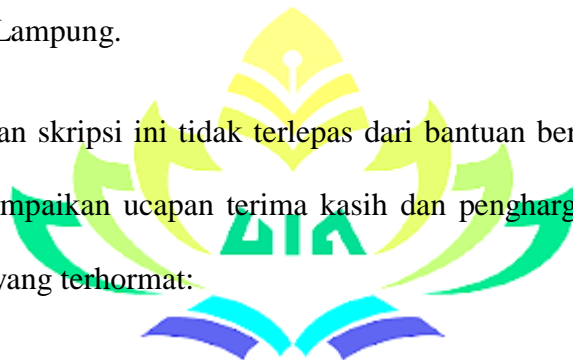 Lampung.
an skripsi ini tidak terlepas dari bantuan ber
mpaikan ucapan terima kasih dan pengharg
yang terhormat: